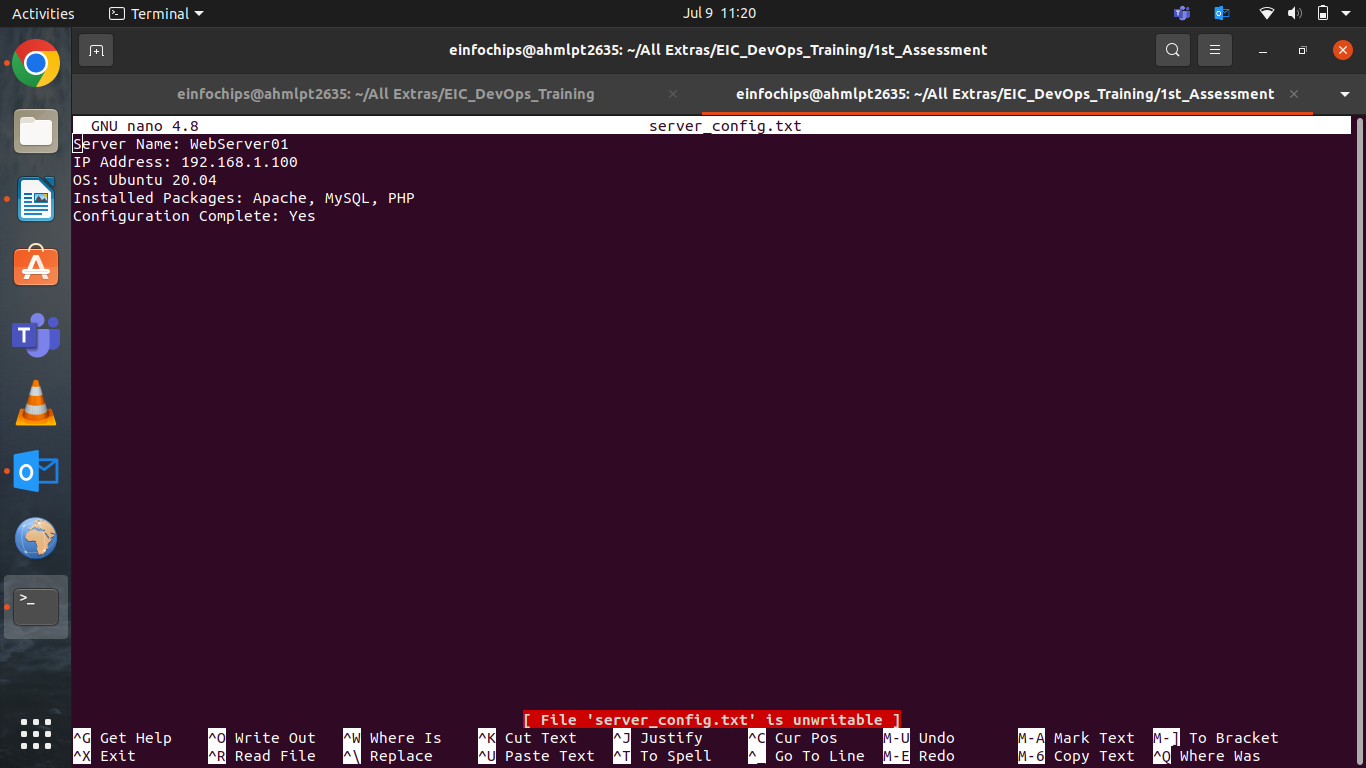 Activities Terminal Jul 9 11:20
einfochips@ahmlpt2635: ~/All Extras/EIC_DevOps_Training/1st_Assessment
einfochips@ahmlpt2635: ~/All Extras/EIC_DevOps_Training × einfochips@ahmlpt2635: ~/All Extras/EIC_DevOps_Training/1st_Assessment ×
GNU nano 4.8 server_config.txt
Server Name: WebServer01
IP Address: 192.168.1.100
OS: Ubuntu 20.04
Installed Packages: Apache, MySQL, PHP
Configuration Complete: Yes
[ File 'server_config.txt' is unwritable ]
^G Get Help ^O Write Out ^W Where Is ^K Cut Text ^J Justify ^C Cur Pos M-U Undo M-A Mark Text M-] To Bracket
^X Exit ^R Read File ^\ Replace ^U Paste Text ^T To Spell ^_ Go To Line M-E Redo M-6 Copy Text ^Q Where Was